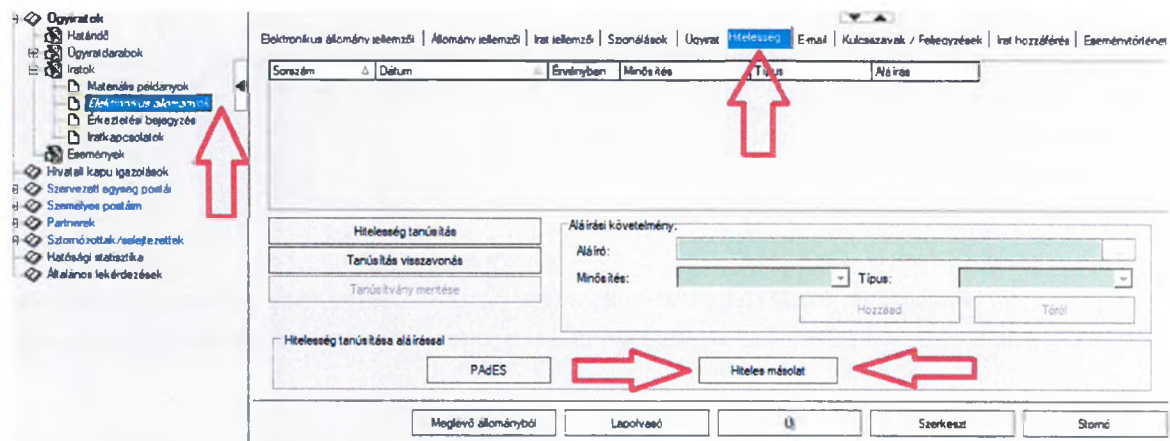 Ügyiratok
Határidő
Ügyiratdarabok
Iratok
Materiális példányok
Elektronikus állományok
Érkeztetési bejegyzés
Iratkapcsolatok
Események
Hivatali kapu igazolások
Szervezeti egység postái
Személyes postáim
Partnerek
Sztornózottak/selejtezettek
Hatósági statisztika
Általános lekérdezések
Elektronikus állomány jellemzői | Állomány jellemzői | Irat jellemzői | Szignálások | Ügyirat | Hitelesség | E-mail | Kulcsszavak / Feljegyzések | Irat hozzáférés | Eseménytörténet
Sorszám Dátum Érvényben Minősítés Típus Aláírás
Hitelesség tanúsítás
Tanúsítás visszavonás
Tanúsítvány mentése
Aláírási követelmény:
Aláíró:
Minősítés: Típus:
Hozzáad Töröl
Hitelesség tanúsítása aláírással
PAdES Hiteles másolat
Meglévő állományból Lapolvasó Új Szerkeszt Stornó